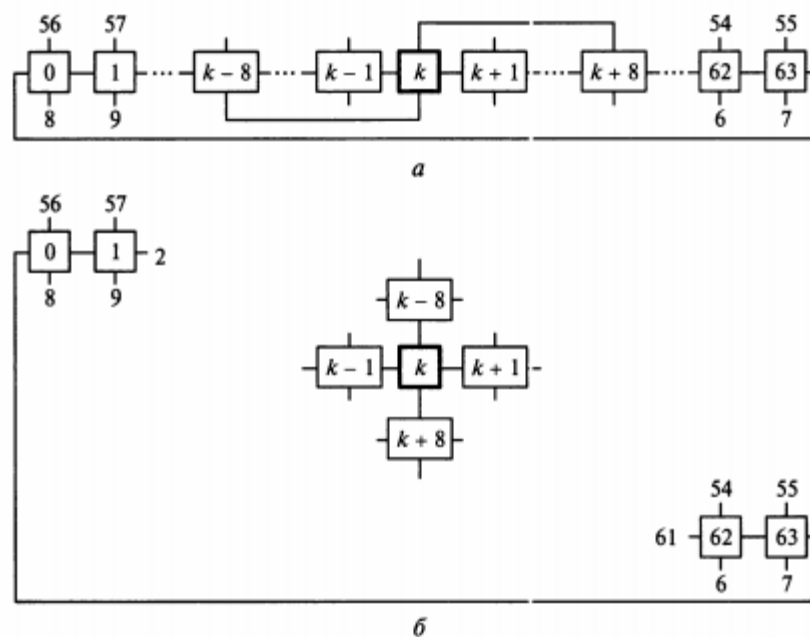 56 57 54 55
0 1 k – 8 k – 1 k k + 1 k + 8 62 63
8 9 6 7
а
56 57
0 1 2
8 9
k – 8
k – 1 k k + 1
k + 8
54 55
61 62 63
6 7
б